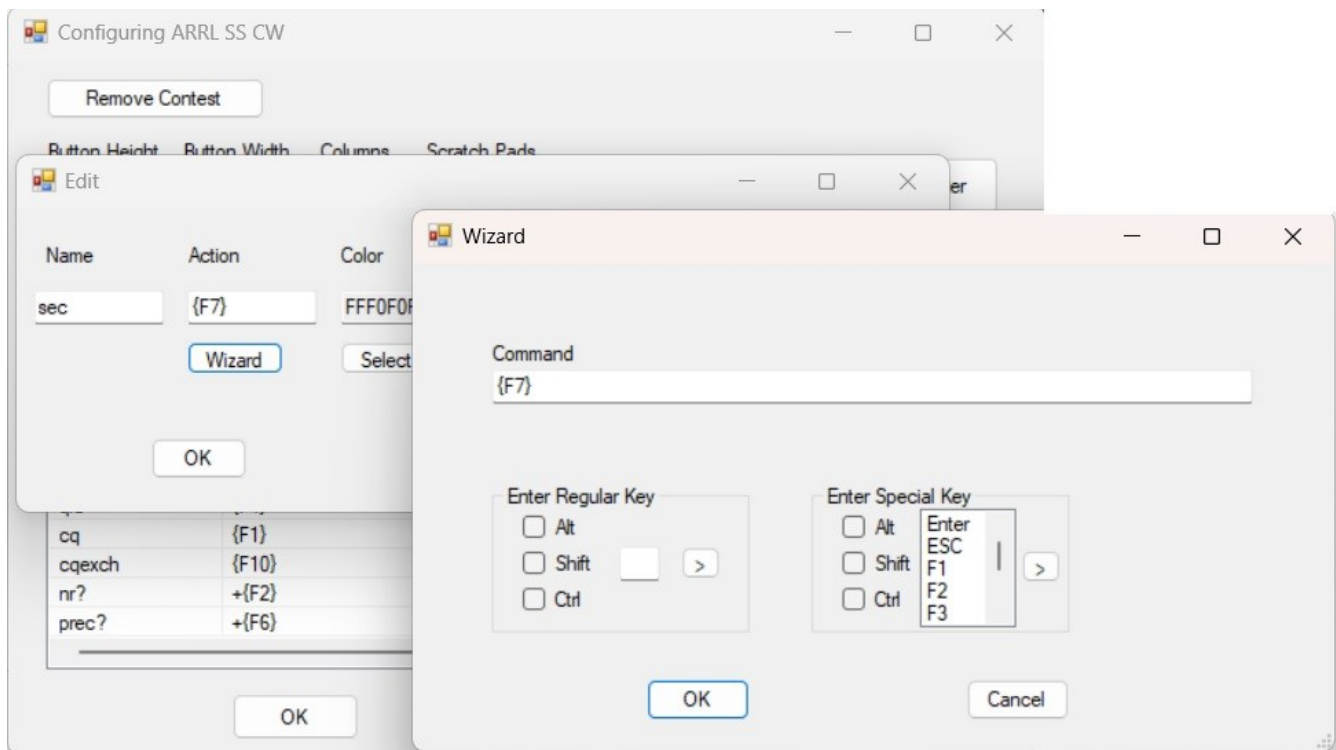 Configuring ARRL SS CW
Remove Contest
Button Height Button Width Columns Scratch Pads
Edit
er
Wizard
Name Action Color
sec {F7} FFF0F0F
Wizard Select
OK
Command
{F7}
Enter Regular Key
Alt
Shift >
Ctrl
Enter Special Key
Alt
Shift
Ctrl
Enter
ESC
F1
F2
F3
>
cq {F1}
cqexch {F10}
nr? +{F2}
prec? +{F6}
OK Cancel
OK